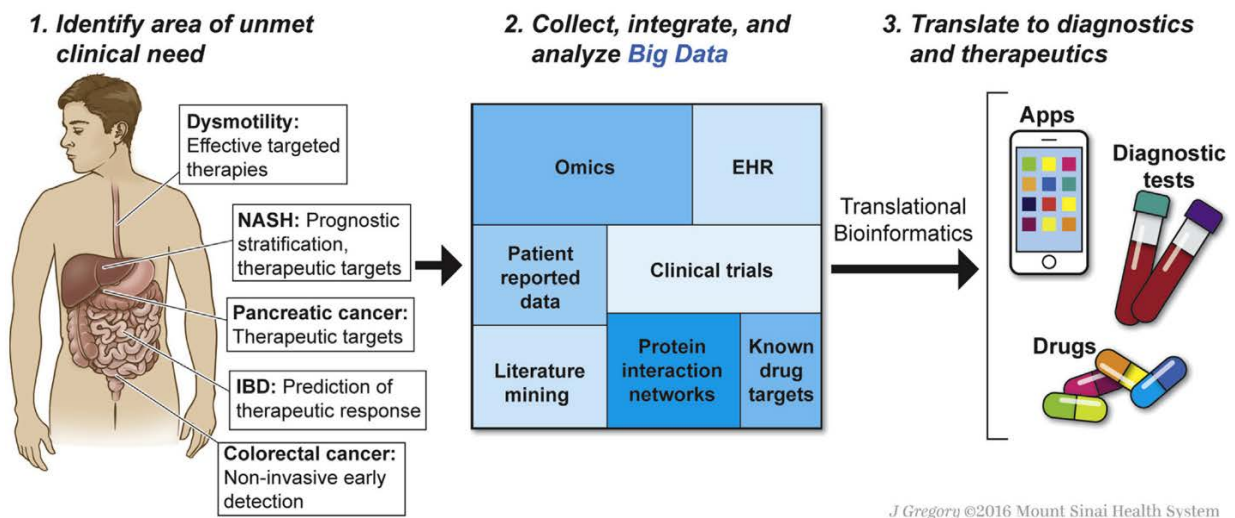 1. Identify area of unmet
clinical need
Dysmotility:
Effective targeted
therapies
NASH: Prognostic
stratification,
therapeutic targets
Pancreatic cancer:
Therapeutic targets
IBD: Prediction of
therapeutic response
Colorectal cancer:
Non-invasive early
detection
2. Collect, integrate, and
analyze Big Data
Omics
EHR
Patient
reported
data
Clinical trials
Literature
mining
Protein
interaction
networks
Known
drug
targets
Translational
Bioinformatics
3. Translate to diagnostics
and therapeutics
Apps
Diagnostic
tests
Drugs
J Gregory ©2016 Mount Sinai Health System